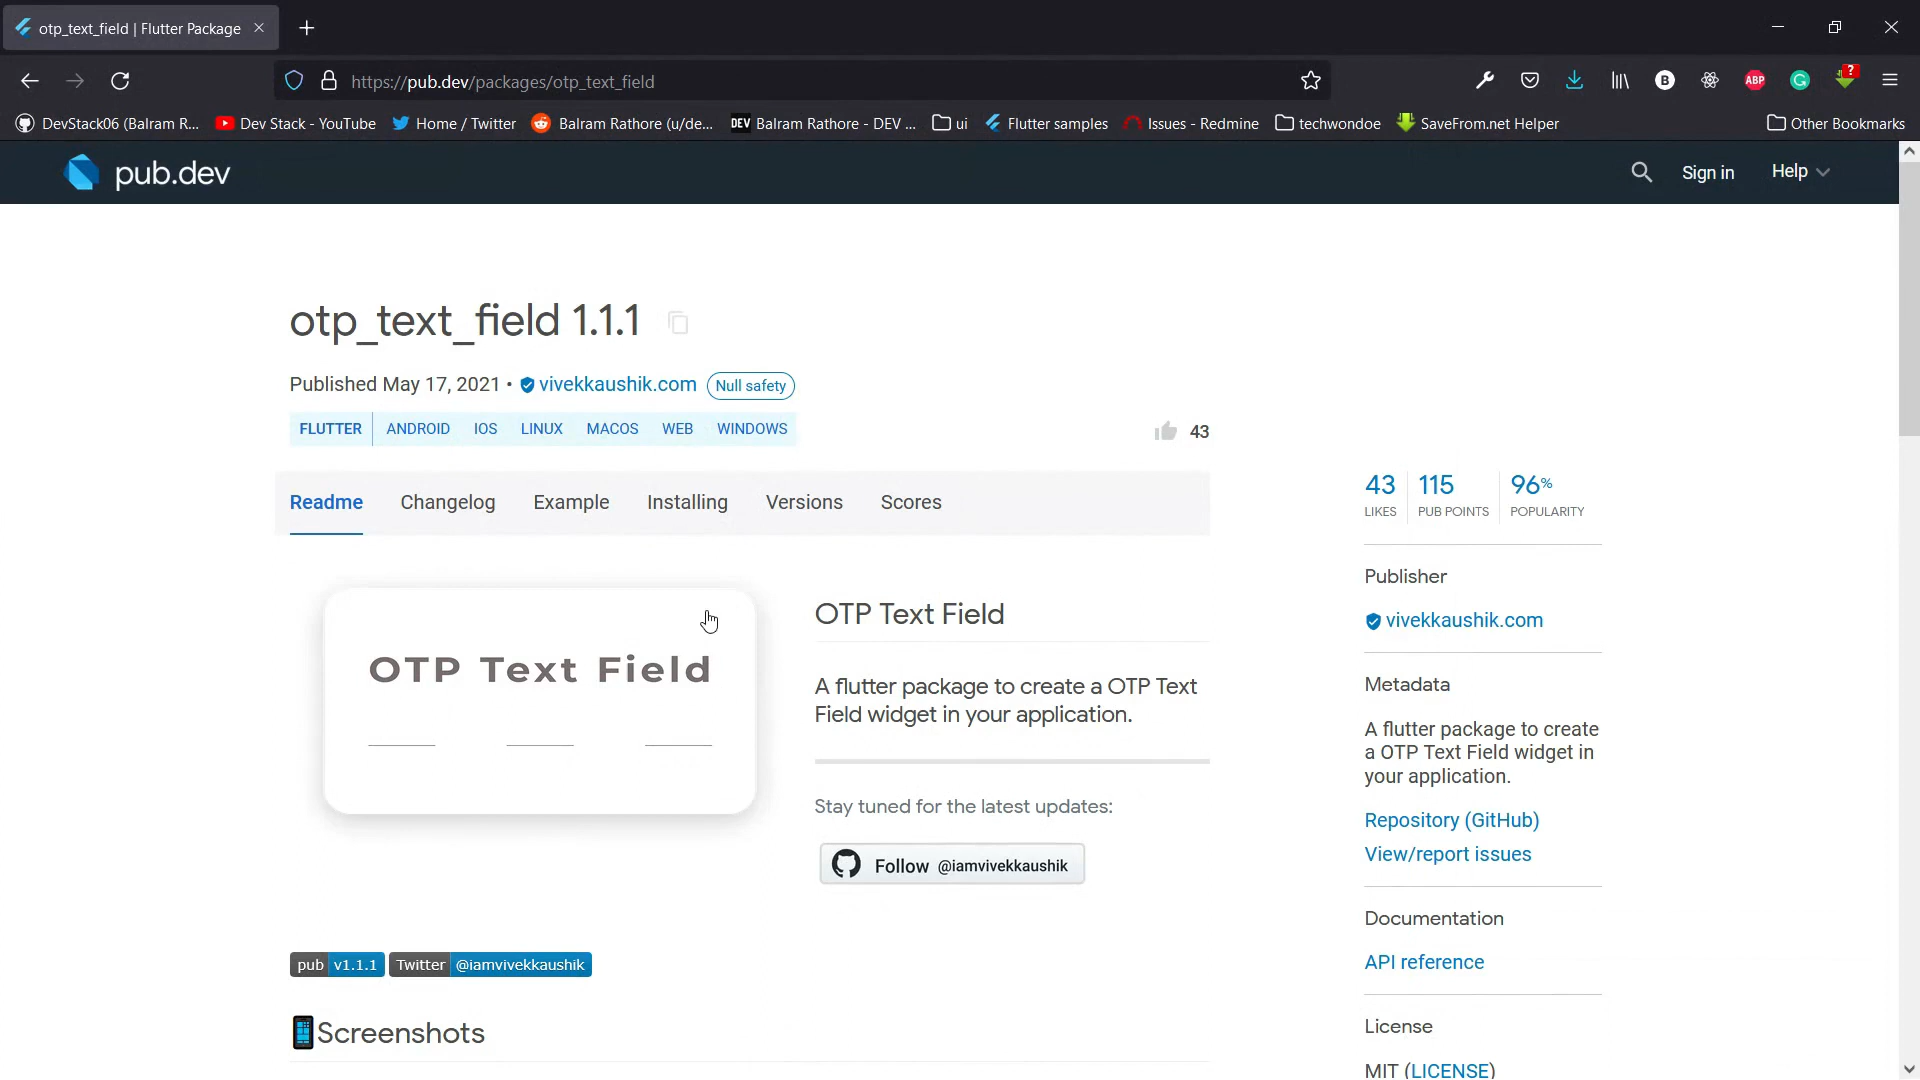 otp_text_field | Flutter Package
https://pub.dev/packages/otp_text_field
ABP
?
DevStack06 (Balram R...
Dev Stack - YouTube
Home / Twitter
Balram Rathore (u/de...
DEV Balram Rathore - DEV ...
ui
Flutter samples
Issues - Redmine
techwondoe
SaveFrom.net Helper
Other Bookmarks
pub.dev
Sign in
Help
otp_text_field 1.1.1
Published May 17, 2021 • vivekkaushik.com Null safety
FLUTTER ANDROID IOS LINUX MACOS WEB WINDOWS
43
Readme Changelog Example Installing Versions Scores
OTP Text Field
OTP Text Field
A flutter package to create a OTP Text
Field widget in your application.
Stay tuned for the latest updates:
Follow @iamvivekkaushik
pub v1.1.1 Twitter @iamvivekkaushik
Screenshots
43 115 96%
LIKES PUB POINTS POPULARITY
Publisher
vivekkaushik.com
Metadata
A flutter package to create
a OTP Text Field widget in
your application.
Repository (GitHub)
View/report issues
Documentation
API reference
License
MIT (LICENSE)